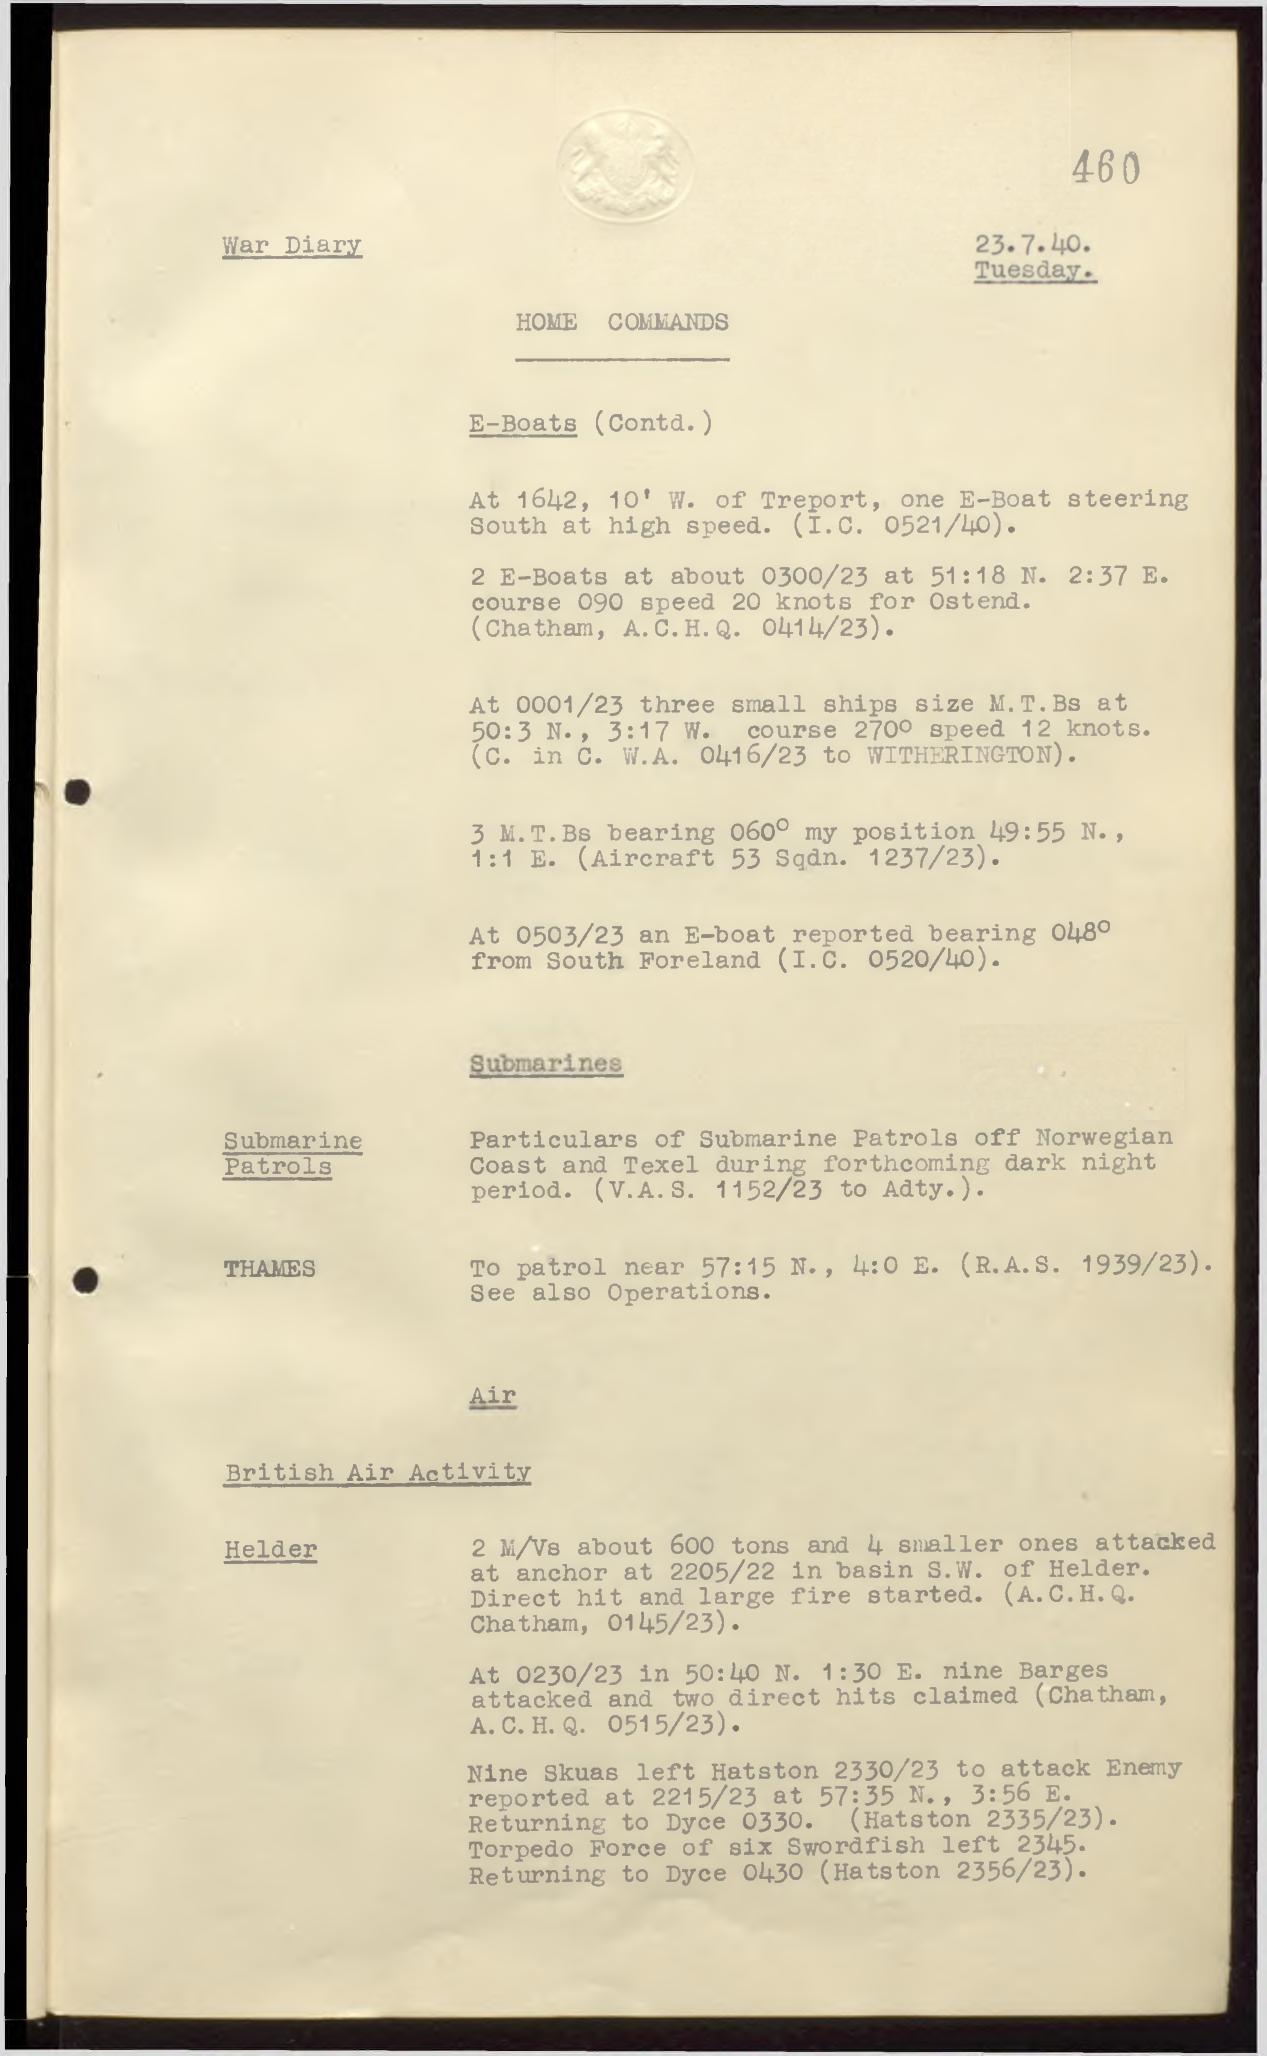 460
War Diary
23.7.40.
Tuesday.
HOME COMMANDS
E-Boats (Contd.)
At 1642, 10' W. of Treport, one E-Boat steering
South at high speed. (I.C. 0521/40).
2 E-Boats at about 0300/23 at 51:18 N. 2:37 E.
course 090 speed 20 knots for Ostend.
(Chatham, A.C.H.Q. 0414/23).
At 0001/23 three small ships size M.T.Bs at
50:3 N., 3:17 W. course 270° speed 12 knots.
(C. in C. W.A. 0416/23 to WITHERINGTON).
3 M.T.Bs bearing 060° my position 49:55 N.,
1:1 E. (Aircraft 53 Sqdn. 1237/23).
At 0503/23 an E-boat reported bearing 048°
from South Foreland (I.C. 0520/40).
Submarines
Submarine
Patrols
Particulars of Submarine Patrols off Norwegian
Coast and Texel during forthcoming dark night
period. (V.A.S. 1152/23 to Adty.).
THAMES
To patrol near 57:15 N., 4:0 E. (R.A.S. 1939/23).
See also Operations.
Air
British Air Activity
Helder
2 M/Vs about 600 tons and 4 smaller ones attacked
at anchor at 2205/22 in basin S.W. of Helder.
Direct hit and large fire started. (A.C.H.Q.
Chatham, 0145/23).
At 0230/23 in 50:40 N. 1:30 E. nine Barges
attacked and two direct hits claimed (Chatham,
A.C.H.Q. 0515/23).
Nine Skuas left Hatston 2330/23 to attack Enemy
reported at 2215/23 at 57:35 N., 3:56 E.
Returning to Dyce 0330. (Hatston 2335/23).
Torpedo Force of six Swordfish left 2345.
Returning to Dyce 0430 (Hatston 2356/23).